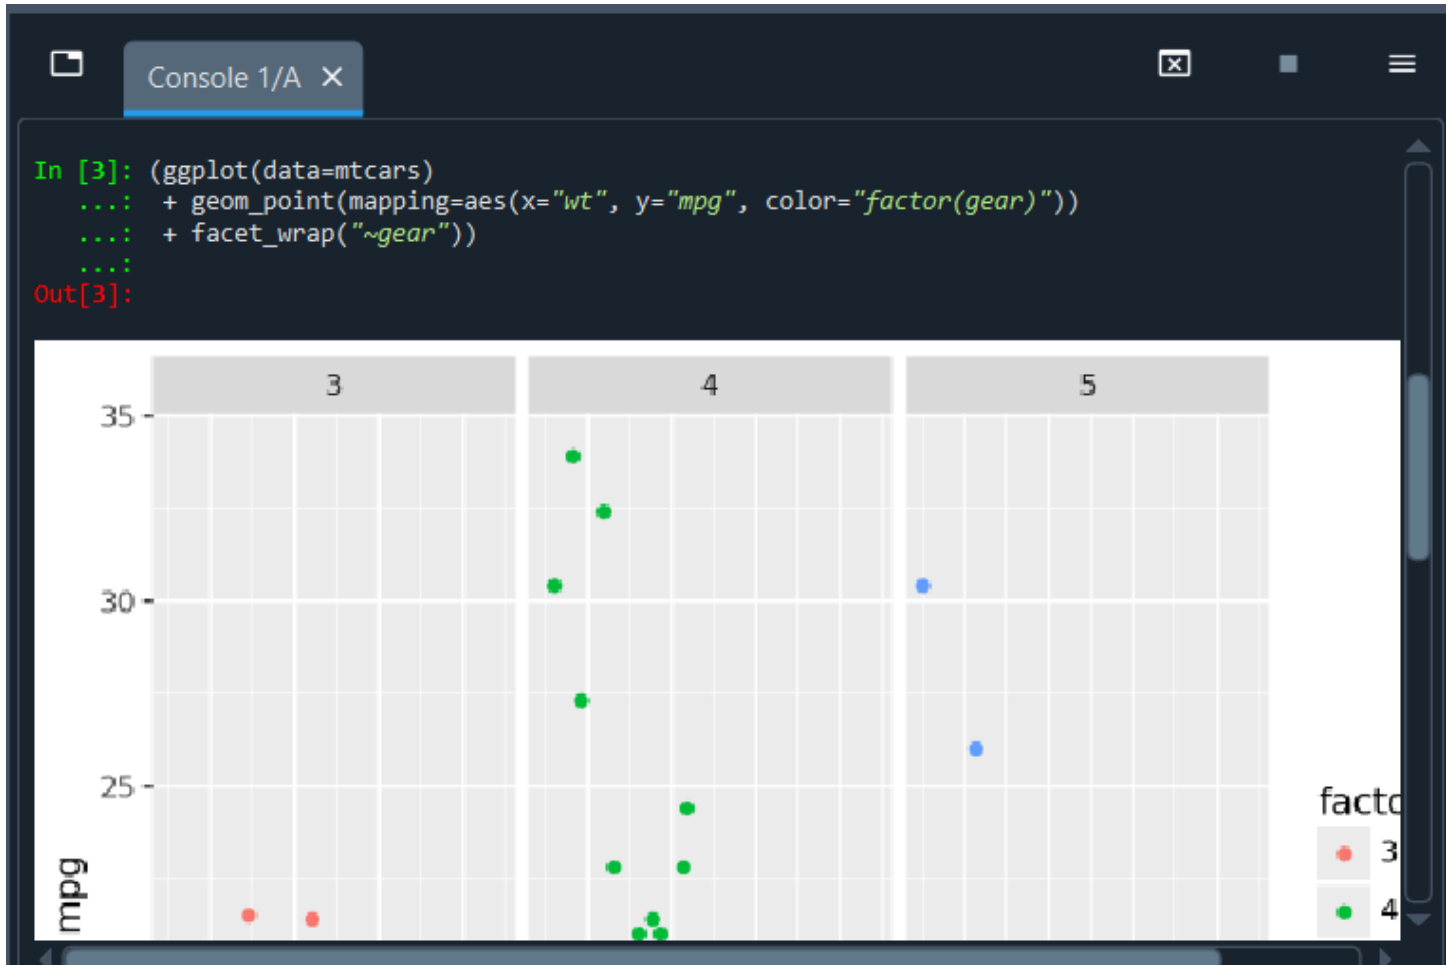 Console 1/A
In [3]: (ggplot(data=mtcars)
...: + geom_point(mapping=aes(x="wt", y="mpg", color="factor(gear)"))
...: + facet_wrap("~gear"))
...:
Out[3]:
3 4 5
35
30
25
mpg
facto
3
4